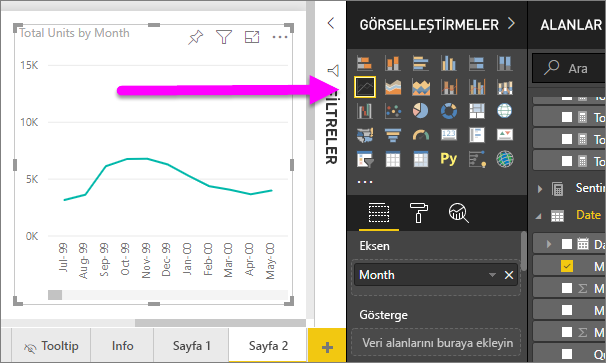 Total Units by Month
15K
10K
5K
0K
Jul-99
Aug-99
Sep-99
Oct-99
Nov-99
Dec-99
Jan-00
Feb-00
Mar-00
Apr-00
May-00
Tooltip
Info
Sayfa 1
Sayfa 2
+
FİLTRELER
GÖRSELLEŞTİRMELER
Py
Eksen
Month
Gösterge
Veri alanlarını buraya ekleyin
ALANLAR
Ara
To
To
To
To
Sentin
Date
Da
M
M
M
M
Qu